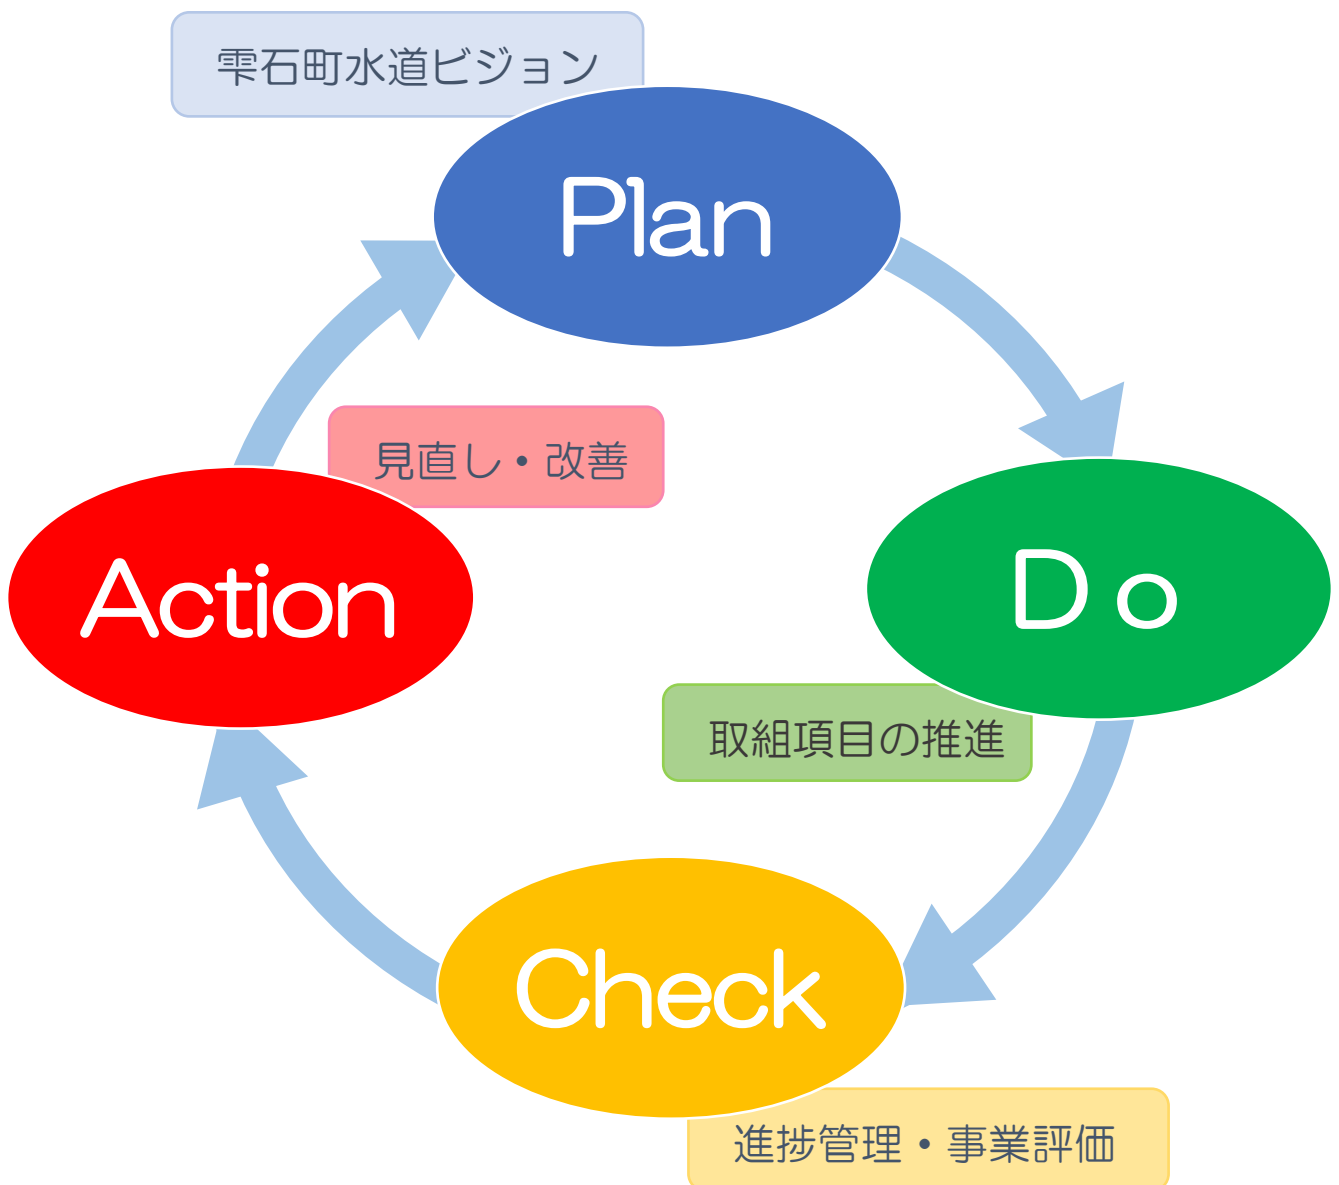 雫石町水道ビジョン
Plan
見直し・改善
Action
Ｄｏ
取組項目の推進
Check
進捗管理・事業評価